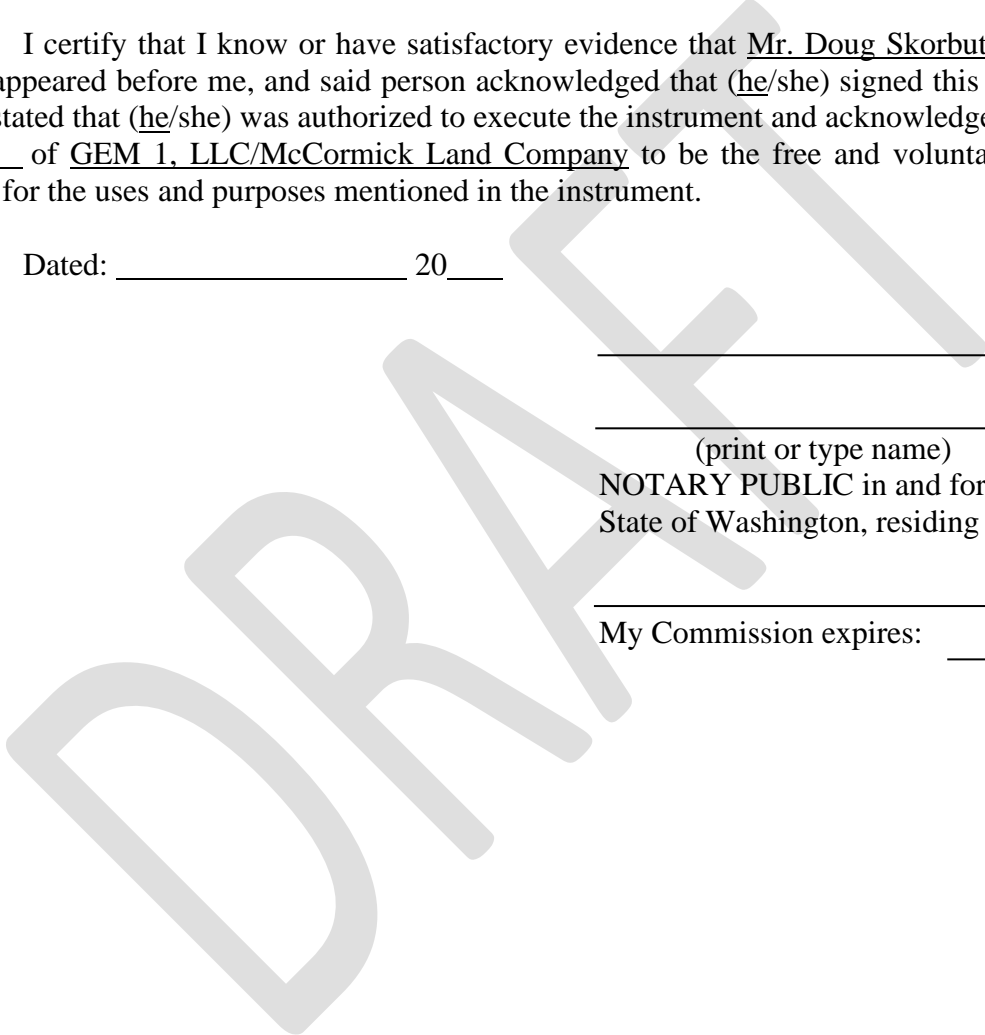 I certify that I know or have satisfactory evidence that Mr. Doug Skorbut
appeared before me, and said person acknowledged that (he/she) signed this
stated that (he/she) was authorized to execute the instrument and acknowledge
___ of GEM 1, LLC/McCormick Land Company to be the free and volunta
for the uses and purposes mentioned in the instrument.
Dated: ___________________ 20____
(print or type name)
NOTARY PUBLIC in and for
State of Washington, residing
My Commission expires:
DRAFT